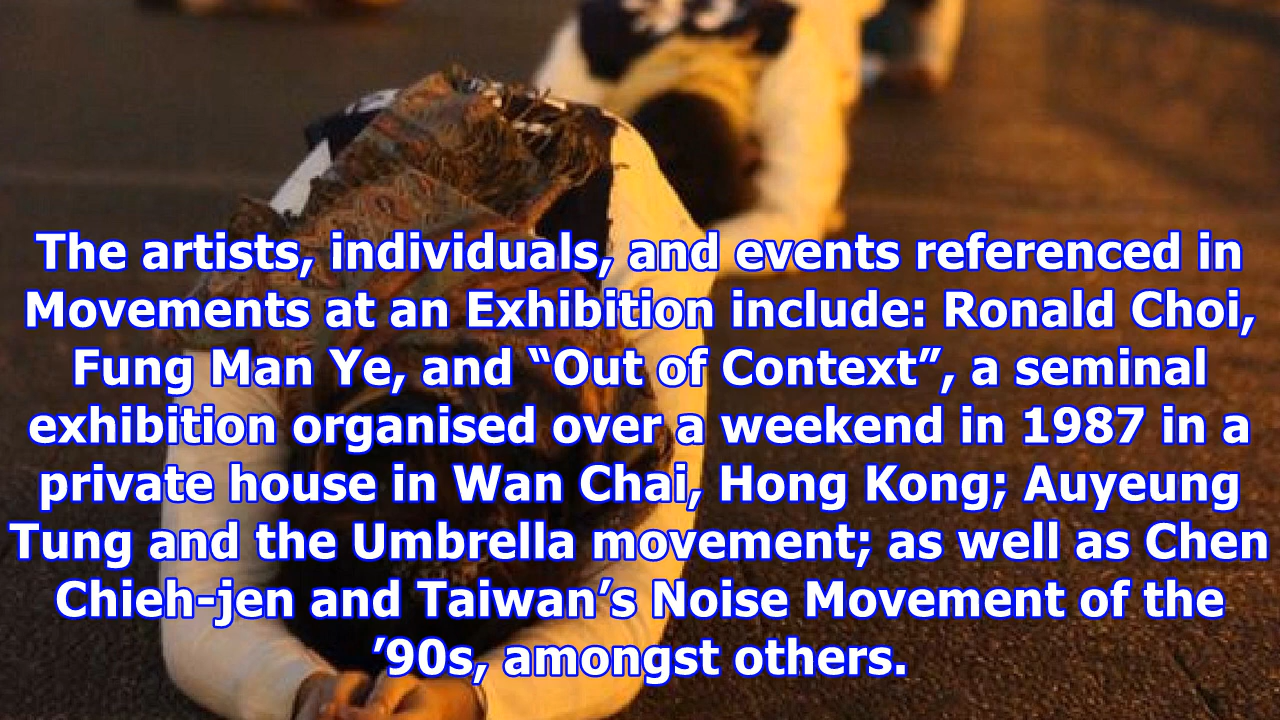 The artists, individuals, and events referenced in
Movements at an Exhibition include: Ronald Choi,
Fung Man Ye, and “Out of Context”, a seminal
exhibition organised over a weekend in 1987 in a
private house in Wan Chai, Hong Kong; Auyeung
Tung and the Umbrella movement; as well as Chen
Chieh-jen and Taiwan’s Noise Movement of the
’90s, amongst others.